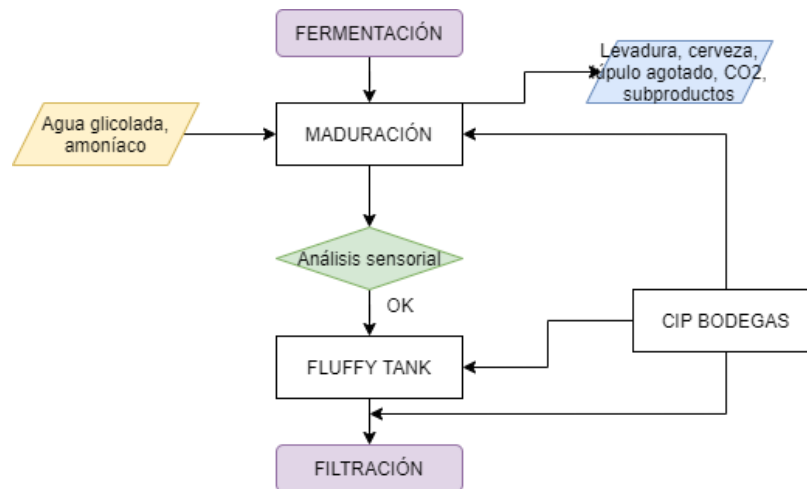 FERMENTACIÓN
Levadura, cerveza,
lúpulo agotado, CO2,
subproductos
Agua glicolada,
amoníaco
MADURACIÓN
Análisis sensorial
OK
CIP BODEGAS
FLUFFY TANK
FILTRACIÓN